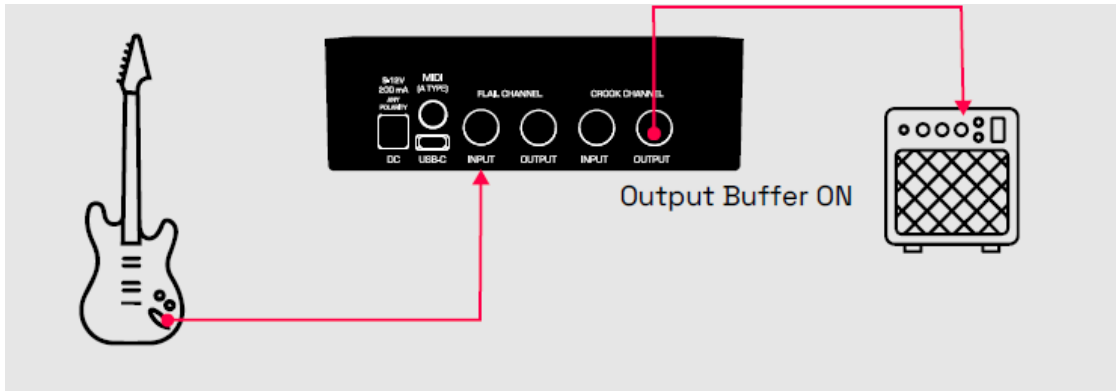 9-12V
200 mA
ANY
POLARITY
MIDI
(A TYPE)
FLAIL CHANNEL
CROOK CHANNEL
DC
USB-C
INPUT
OUTPUT
INPUT
OUTPUT
Output Buffer ON